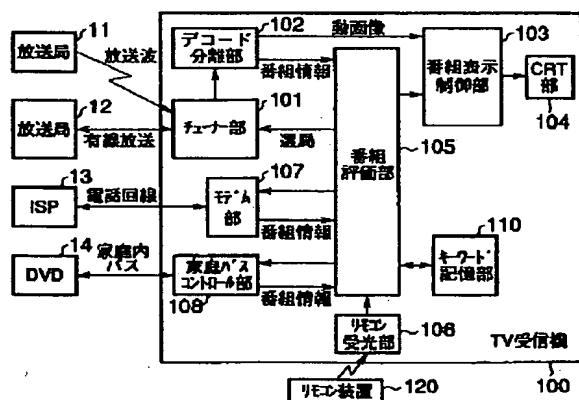 11
放送局
放送波
12
放送局
有線放送
13
ISP
電話回線
14
DVD
家庭内
バス
102
デコード
分離部
動画像
番組情報
101
チューナー部
選局
107
モデム
部
番組情報
家庭バス
コントロール部
108
番組情報
105
番組
評価部
103
番組表示
制御部
CRT
部
104
110
キーワード
記憶部
リモコン
受光部
106
TV受信機
100
リモコン装置
120